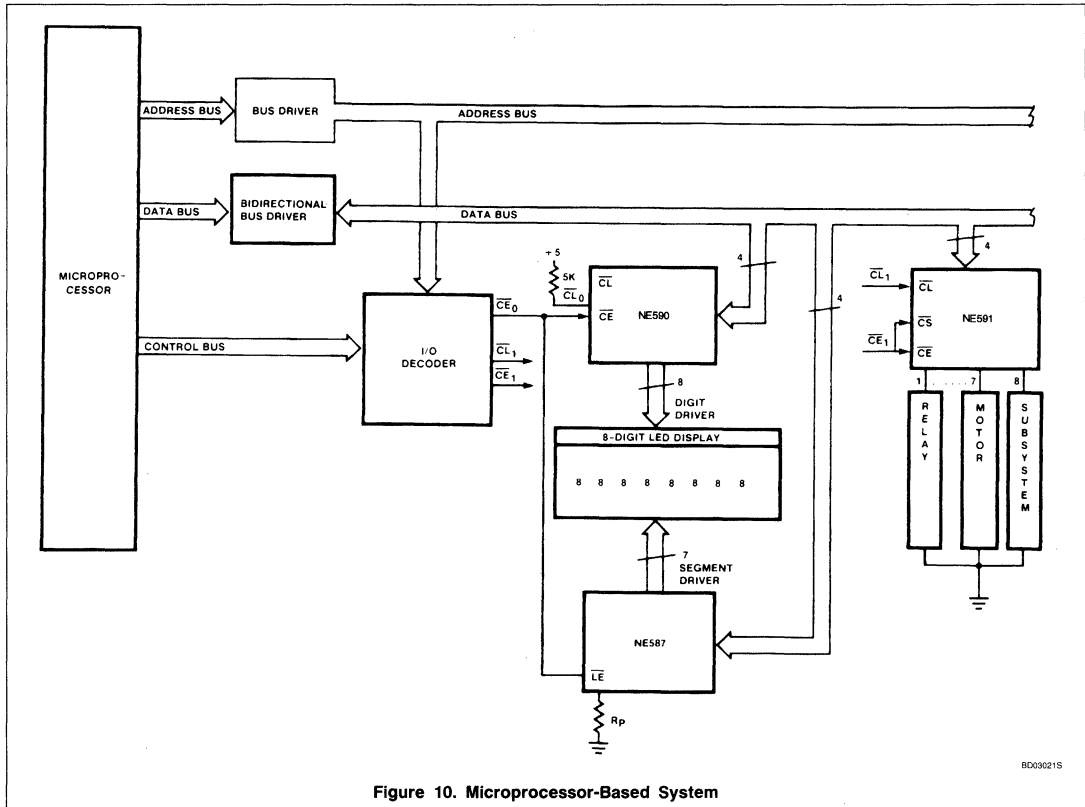 ADDRESS BUS
BUS DRIVER
ADDRESS BUS
DATA BUS
BIDIRECTIONAL
BUS DRIVER
DATA BUS
MICROPRO-
CESSOR
CONTROL BUS
I/O
DECODER
CE₀
CL₁
CE₁
+5
5K
CL₀
CL
CE
NE590
4
4
4
CL₁
CE₁
CL
CS
CE
NE591
8
DIGIT
DRIVER
8-DIGIT LED DISPLAY
8 8 8 8 8 8 8 8
7
SEGMENT
DRIVER
NE587
LE
Rp
1 . . . . . 7 8
RELAY
MOTOR
SUBSYSTEM
BD03021S
Figure 10. Microprocessor-Based System